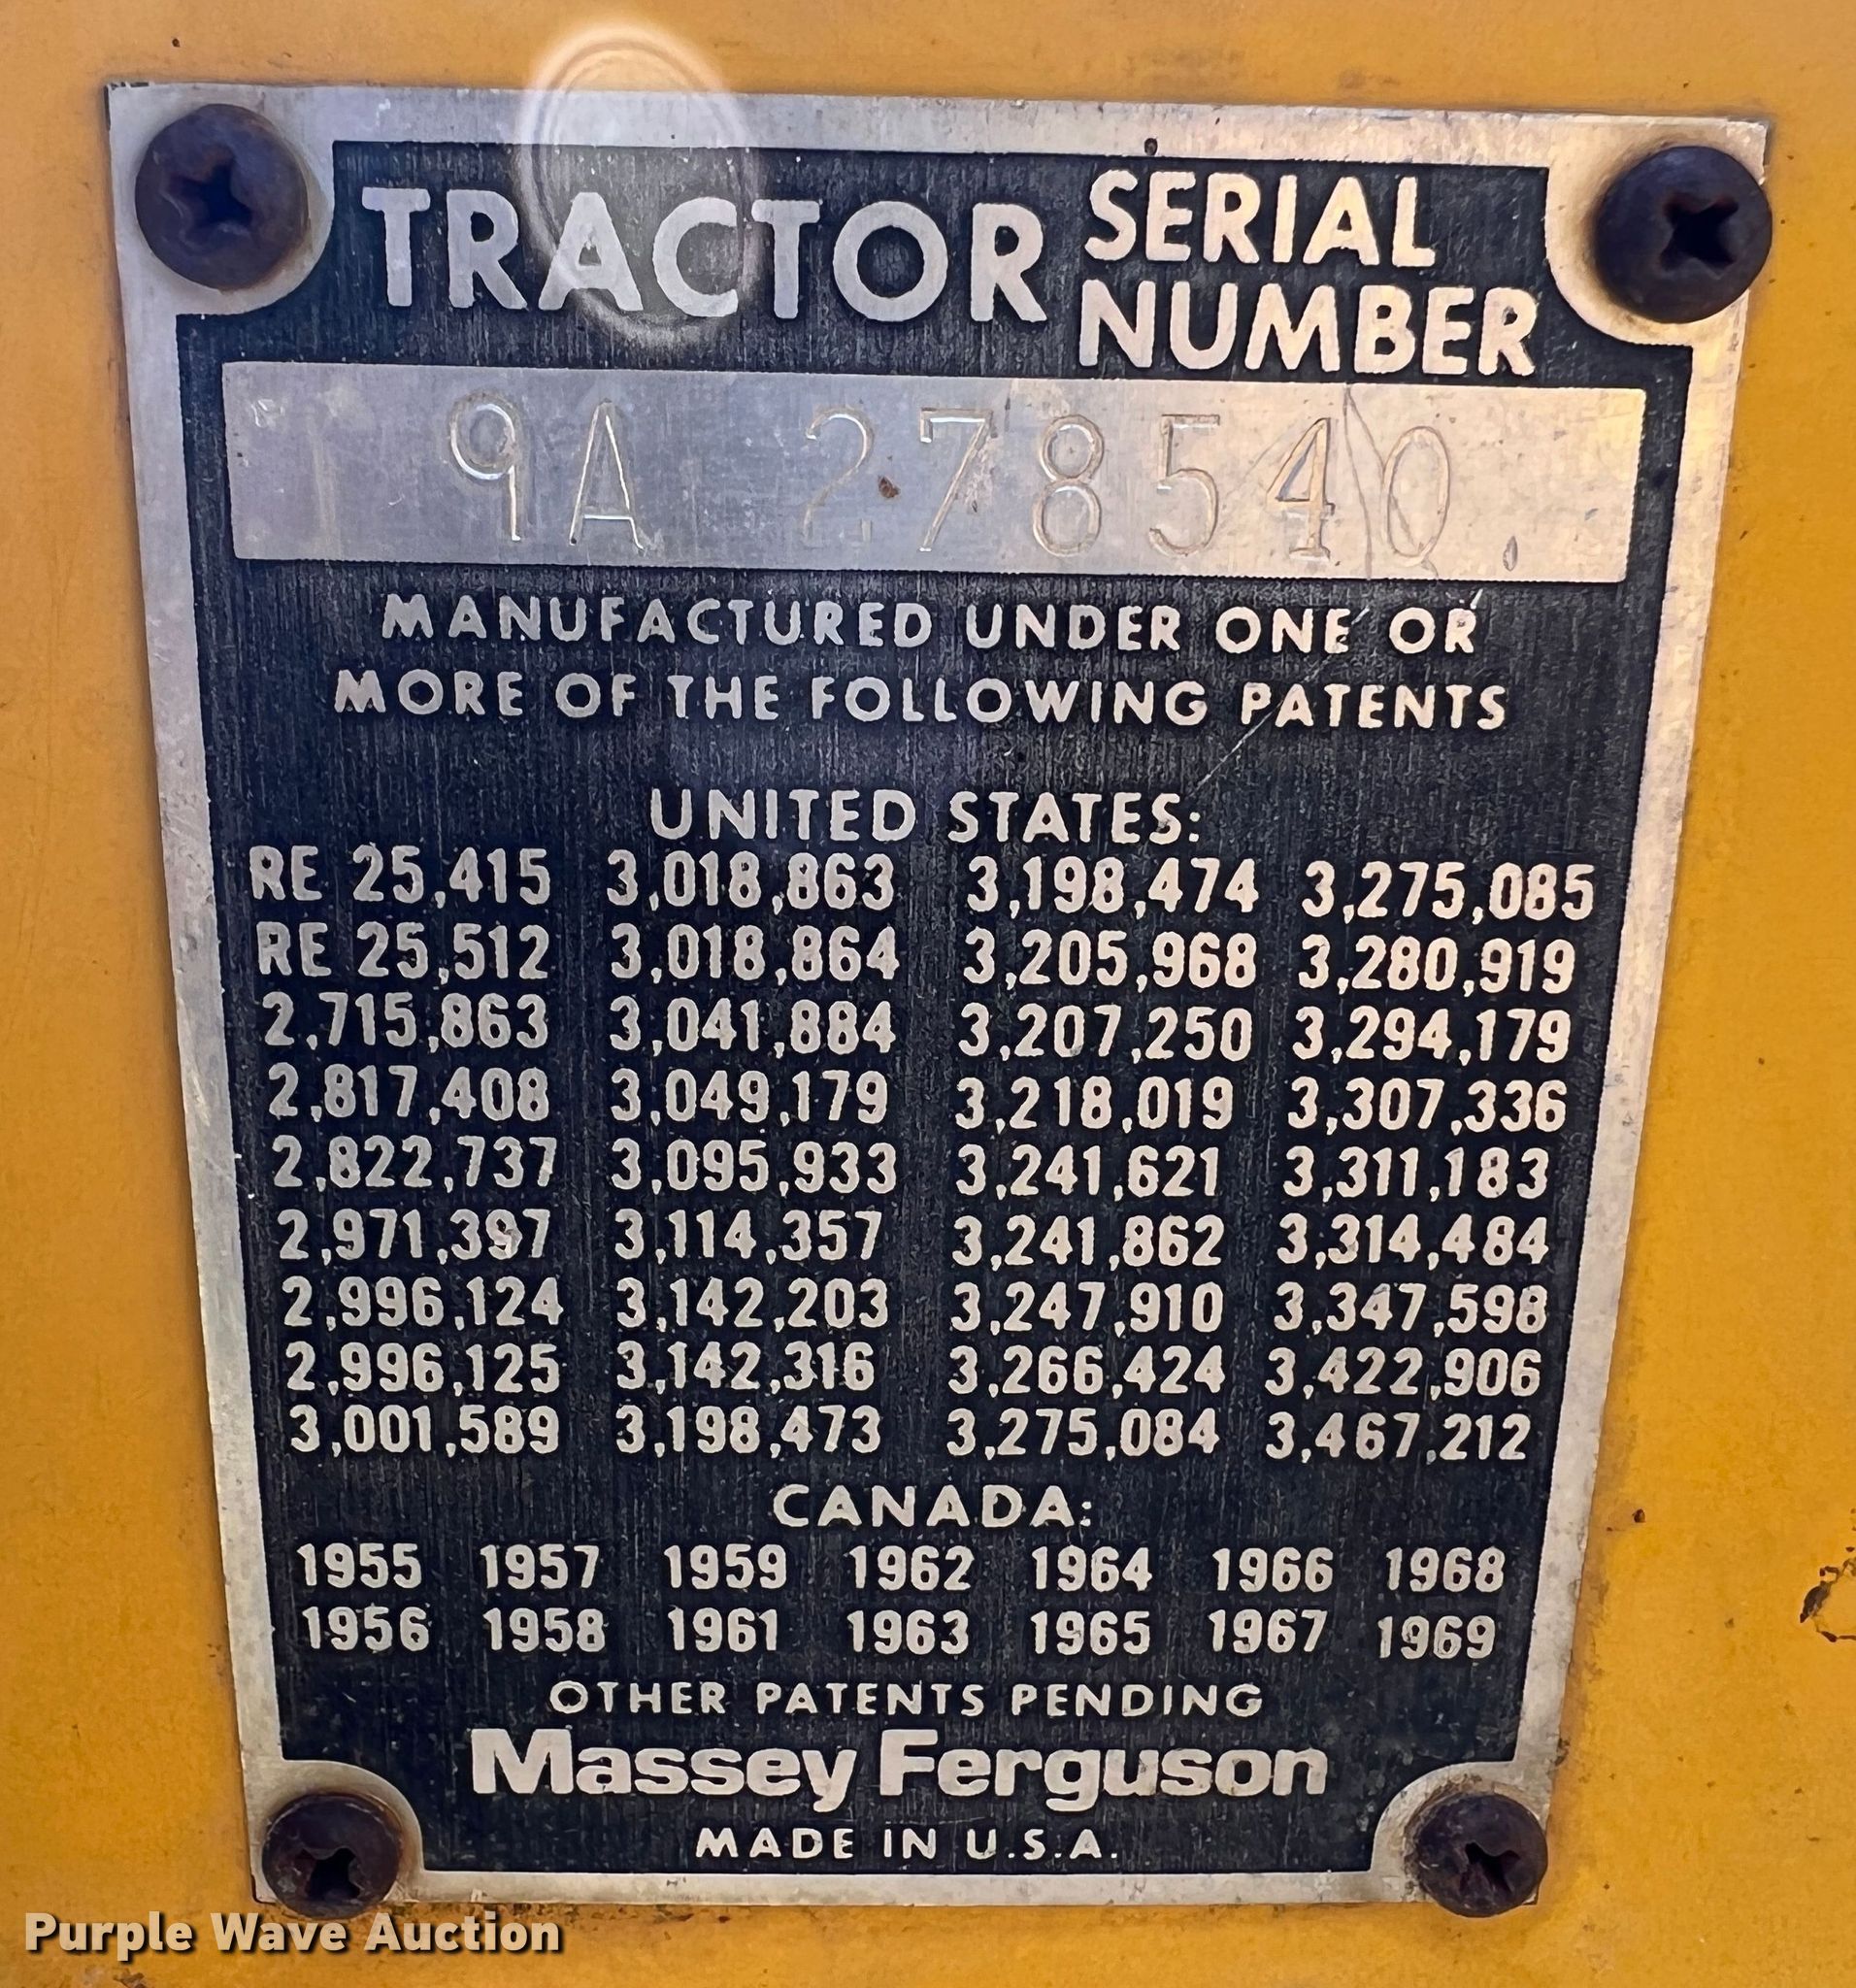 TRACTOR SERIAL NUMBER
9A 278540
MANUFACTURED UNDER ONE OR
MORE OF THE FOLLOWING PATENTS
UNITED STATES:
RE 25,415 3,018,863 3,198,474 3,275,085
RE 25,512 3,018,864 3,205,968 3,280,919
2,715,863 3,041,884 3,207,250 3,294,179
2,817,408 3,049,179 3,218,019 3,307,336
2,822,737 3,095,933 3,241,621 3,311,183
2,971,397 3,114,357 3,241,862 3,314,484
2,996,124 3,142,203 3,247,910 3,347,598
2,996,125 3,142,316 3,266,424 3,422,906
3,001,589 3,198,473 3,275,084 3,467,212
CANADA:
1955 1957 1959 1962 1964 1966 1968
1956 1958 1961 1963 1965 1967 1969
OTHER PATENTS PENDING
Massey Ferguson
MADE IN U.S.A.
Purple Wave Auction